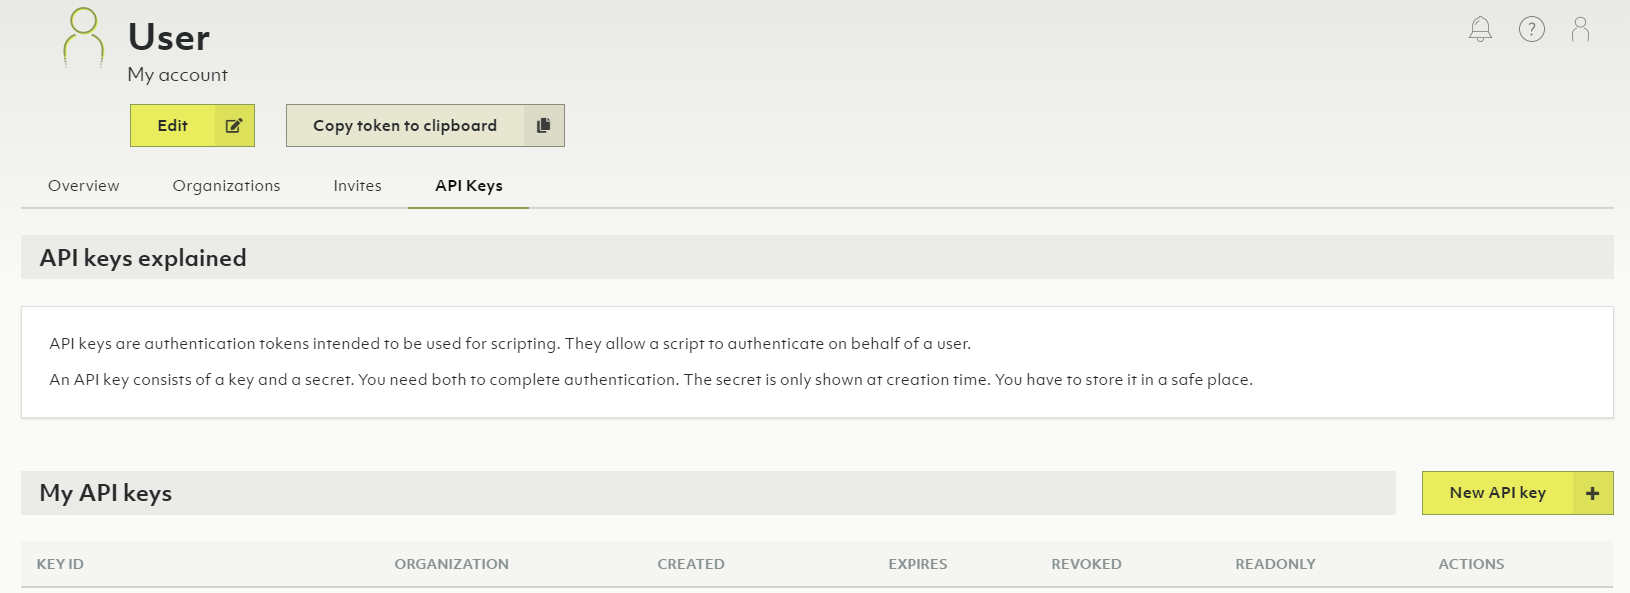 User
My account
Edit
Copy token to clipboard
?
Overview Organizations Invites API Keys
API keys explained
API keys are authentication tokens intended to be used for scripting. They allow a script to authenticate on behalf of a user.
An API key consists of a key and a secret. You need both to complete authentication. The secret is only shown at creation time. You have to store it in a safe place.
My API keys
New API key +
KEY ID ORGANIZATION CREATED EXPIRES REVOKED READONLY ACTIONS